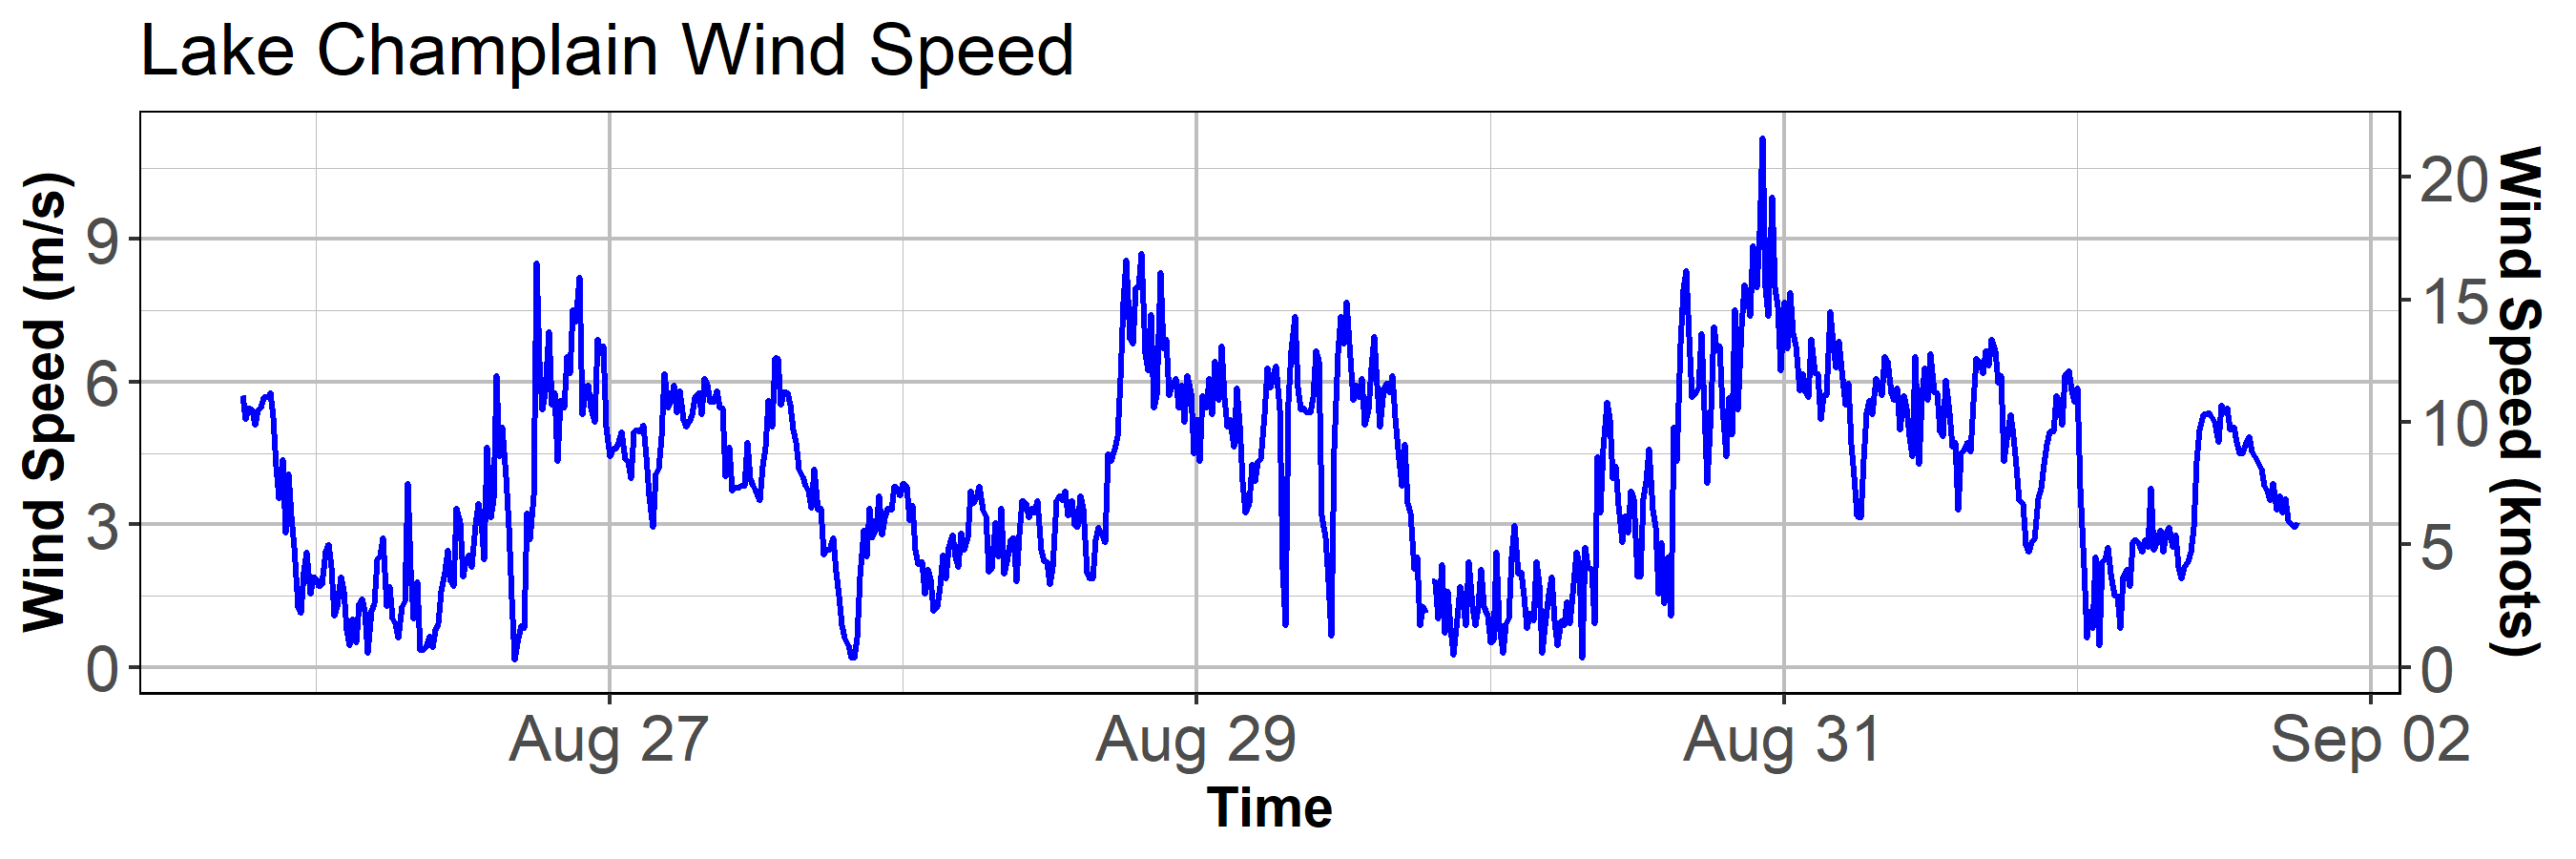 Lake Champlain Wind Speed
Wind Speed (m/s)
9
6
3
0
20
15
10
5
0
Wind Speed (knots)
Aug 27
Aug 29
Aug 31
Sep 02
Time